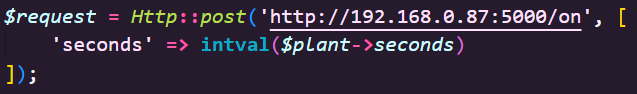 $request = Http::post('http://192.168.0.87:5000/on', [
    'seconds' => intval($plant->seconds)
]);